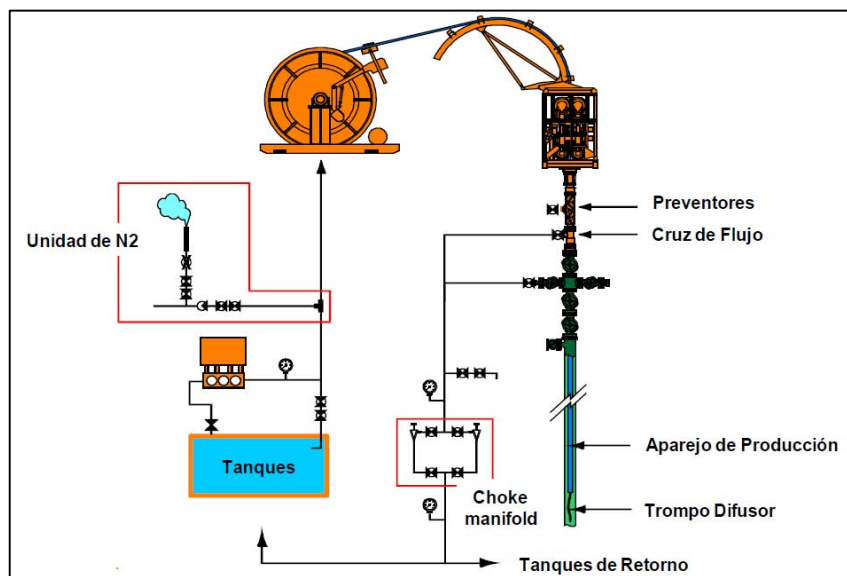 Preventores
Unidad de N2
Cruz de Flujo
Tanques
Aparejo de Producción
Choke
manifold
Trompo Difusor
Tanques de Retorno